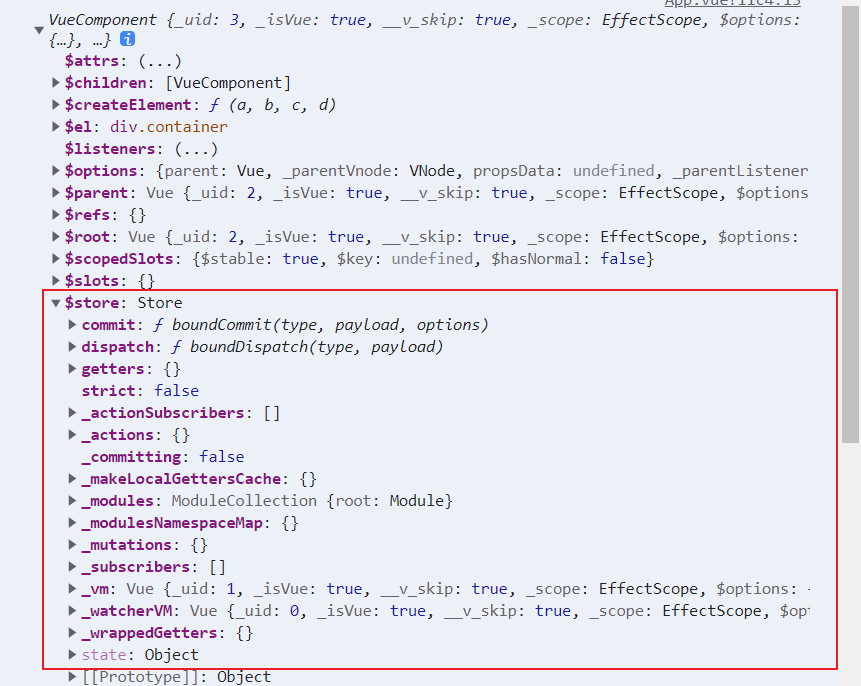 App.vue?11c4:15
VueComponent {_uid: 3, _isVue: true, __v_skip: true, _scope: EffectScope, $options:
{…}, …} i
$attrs: (...)
$children: [VueComponent]
$createElement: ƒ (a, b, c, d)
$el: div.container
$listeners: (...)
$options: {parent: Vue, _parentVnode: VNode, propsData: undefined, _parentListener
$parent: Vue {_uid: 2, _isVue: true, __v_skip: true, _scope: EffectScope, $options
$refs: {}
$root: Vue {_uid: 2, _isVue: true, __v_skip: true, _scope: EffectScope, $options:
$scopedSlots: {$stable: true, $key: undefined, $hasNormal: false}
$slots: {}
$store: Store
commit: ƒ boundCommit(type, payload, options)
dispatch: ƒ boundDispatch(type, payload)
getters: {}
strict: false
_actionSubscribers: []
_actions: {}
_committing: false
_makeLocalGettersCache: {}
_modules: ModuleCollection {root: Module}
_modulesNamespaceMap: {}
_mutations: {}
_subscribers: []
_vm: Vue {_uid: 1, _isVue: true, __v_skip: true, _scope: EffectScope, $options:
_watcherVM: Vue {_uid: 0, _isVue: true, __v_skip: true, _scope: EffectScope, $op
_wrappedGetters: {}
state: Object
[[Prototype]]: Object